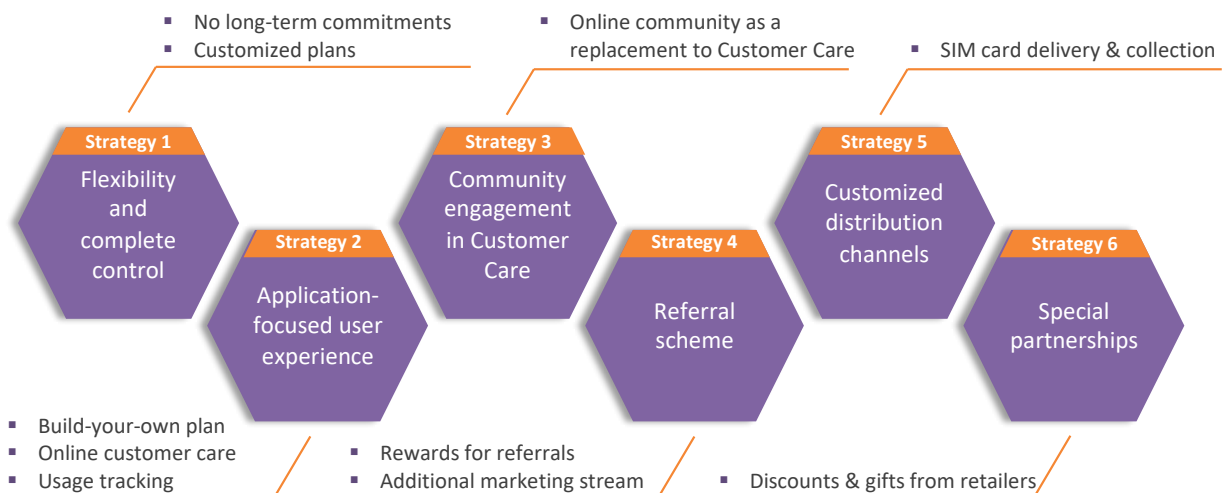 ▪ No long-term commitments
▪ Customized plans
▪ Online community as a
replacement to Customer Care
▪ SIM card delivery & collection
Strategy 1
Flexibility
and
complete
control
Strategy 2
Application-
focused user
experience
Strategy 3
Community
engagement
in Customer
Care
Strategy 4
Referral
scheme
Strategy 5
Customized
distribution
channels
Strategy 6
Special
partnerships
▪ Build-your-own plan
▪ Online customer care
▪ Usage tracking
▪ Rewards for referrals
▪ Additional marketing stream
▪ Discounts & gifts from retailers